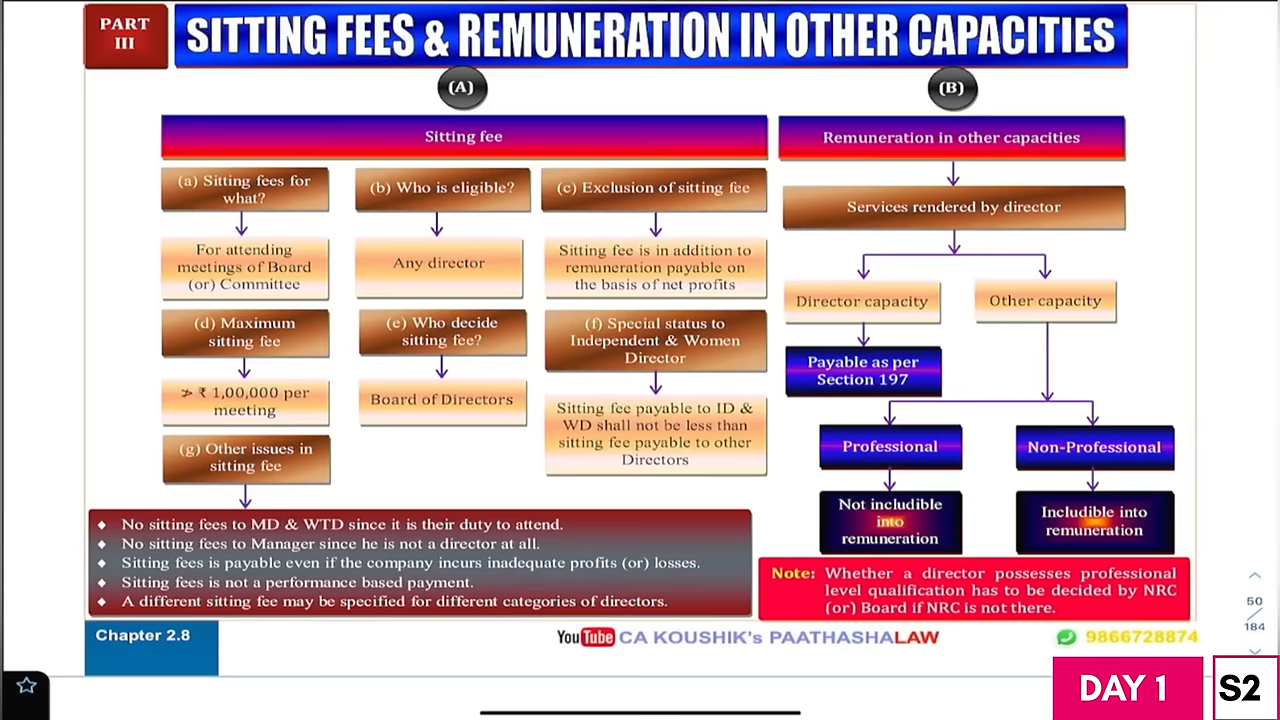 PART
III
SITTING FEES & REMUNERATION IN OTHER CAPACITIES
(A)
Sitting fee
(a) Sitting fees for
what?
For attending
meetings of Board
(or) Committee
(b) Who is eligible?
Any director
(c) Exclusion of sitting fee
Sitting fee is in addition to
remuneration payable on
the basis of net profits
(d) Maximum
sitting fee
≯ ₹ 1,00,000 per
meeting
(e) Who decide
sitting fee?
Board of Directors
(f) Special status to
Independent & Women
Director
Sitting fee payable to ID &
WD shall not be less than
sitting fee payable to other
Directors
(g) Other issues in
sitting fee
◆ No sitting fees to MD & WTD since it is their duty to attend.
◆ No sitting fees to Manager since he is not a director at all.
◆ Sitting fees is payable even if the company incurs inadequate profits (or) losses.
◆ Sitting fees is not a performance based payment.
◆ A different sitting fee may be specified for different categories of directors.
(B)
Remuneration in other capacities
Services rendered by director
Director capacity
Other capacity
Payable as per
Section 197
Professional
Non-Professional
Not includible
into
remuneration
Includible into
remuneration
Note: Whether a director possesses professional
level qualification has to be decided by NRC
(or) Board if NRC is not there.
Chapter 2.8
YouTube CA KOUSHIK's PAATHASHALAW
9866728874
50
184
DAY 1
S2